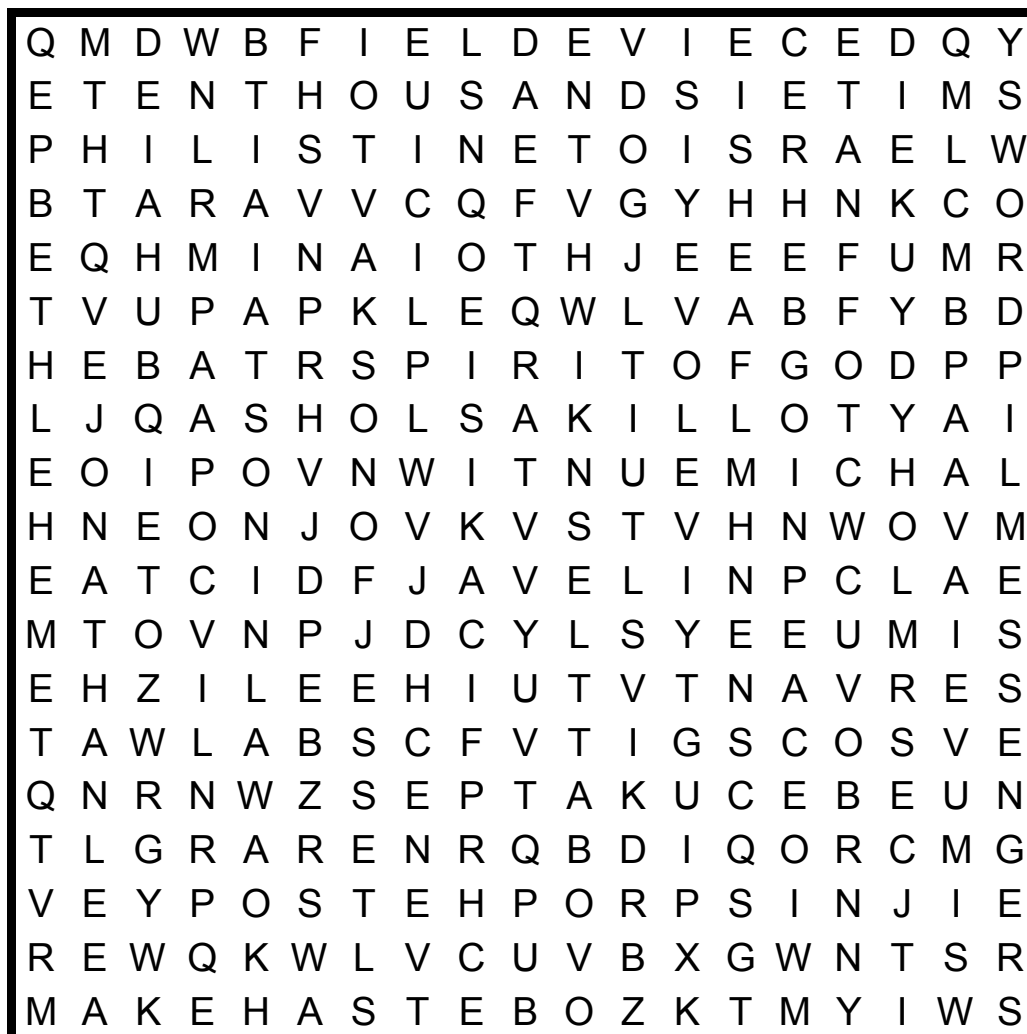 Q M D W B F I E L D E V I E C E D Q Y
E T E N T H O U S A N D S I E T I M S
P H I L I S T I N E T O I S R A E L W
B T A R A V V C Q F V G Y H H N K C O
E Q H M I N A I O T H J E E E F U M R
T V U P A P K L E Q W L V A B F Y B D
H E B A T R S P I R I T O F G O D P P
L J Q A S H O L S A K I L L O T Y A I
E O I P O V N W I T N U E M I C H A L
H N E O N J O V K V S T V H N W O V M
E A T C I D F J A V E L I N P C L A E
M T O V N P J D C Y L S Y E E U M I S
E H Z I L E E H I U T V T N A V R E S
T A W L A B S C F V T I G S C O S V E
Q N R N W Z S E P T A K U C E B E U N
T L G R A R E N R Q B D I Q O R C M G
V E Y P O S T E H P O R P S I N J I E
R E W Q K W L V C U V B X G W N T S R
M A K E H A S T E B O Z K T M Y I W S